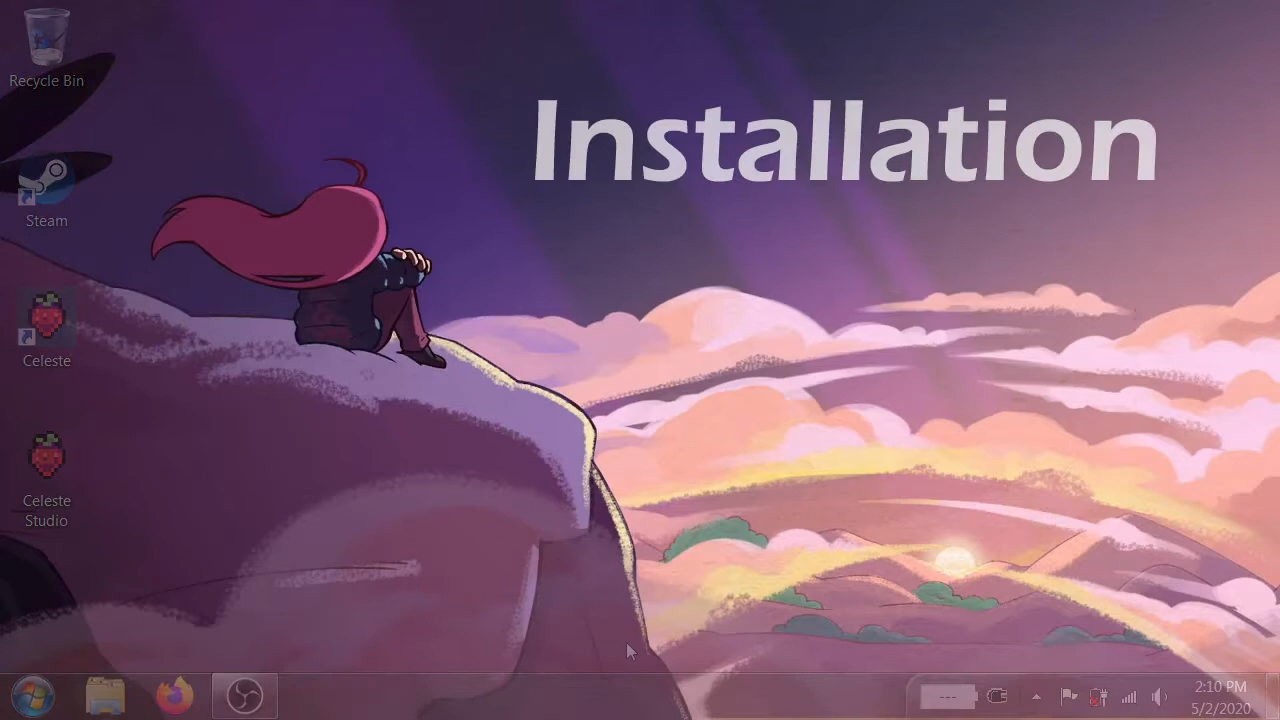 Recycle Bin
Installation
Steam
Celeste
Celeste
Studio
---
2:10 PM
5/2/2020